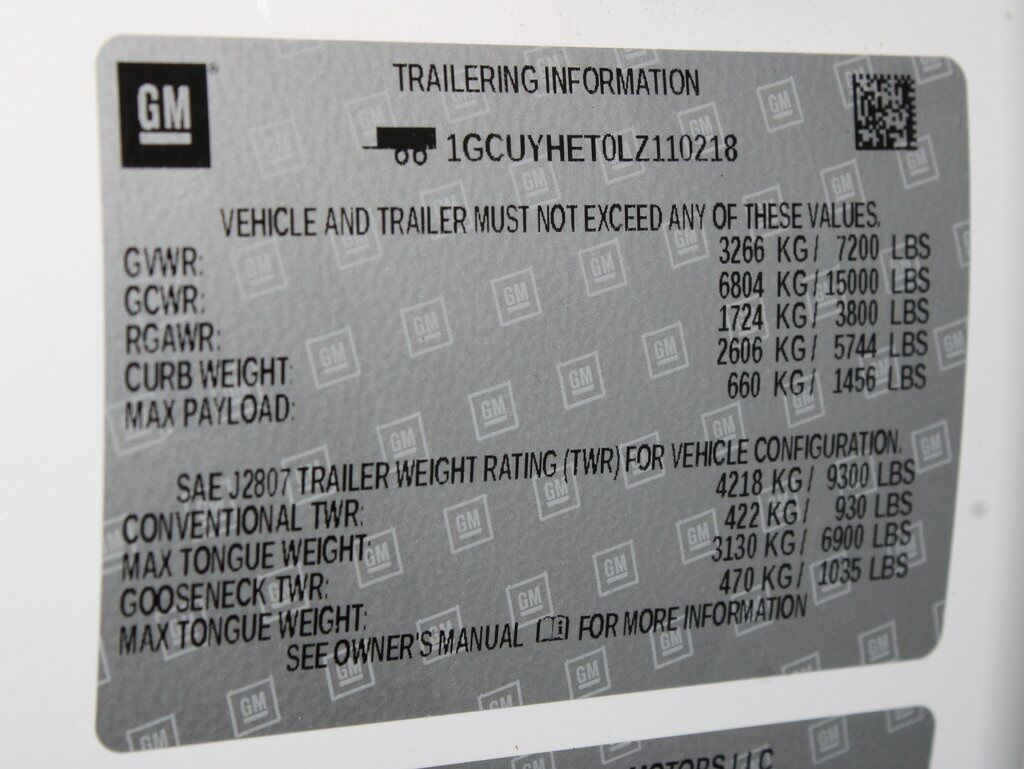 GM
TRAILERING INFORMATION
1GCUYHET0LZ110218
VEHICLE AND TRAILER MUST NOT EXCEED ANY OF THESE VALUES.
GVWR: 3266 KG/ 7200 LBS
GCWR: 6804 KG/ 15000 LBS
RGAWR: 1724 KG/ 3800 LBS
CURB WEIGHT: 2606 KG/ 5744 LBS
MAX PAYLOAD: 660 KG/ 1456 LBS
SAE J2807 TRAILER WEIGHT RATING (TWR) FOR VEHICLE CONFIGURATION.
CONVENTIONAL TWR: 4218 KG/ 9300 LBS
MAX TONGUE WEIGHT: 422 KG/ 930 LBS
GOOSENECK TWR: 3130 KG/ 6900 LBS
MAX TONGUE WEIGHT: 470 KG/ 1035 LBS
SEE OWNER'S MANUAL FOR MORE INFORMATION
MOTORS LLC